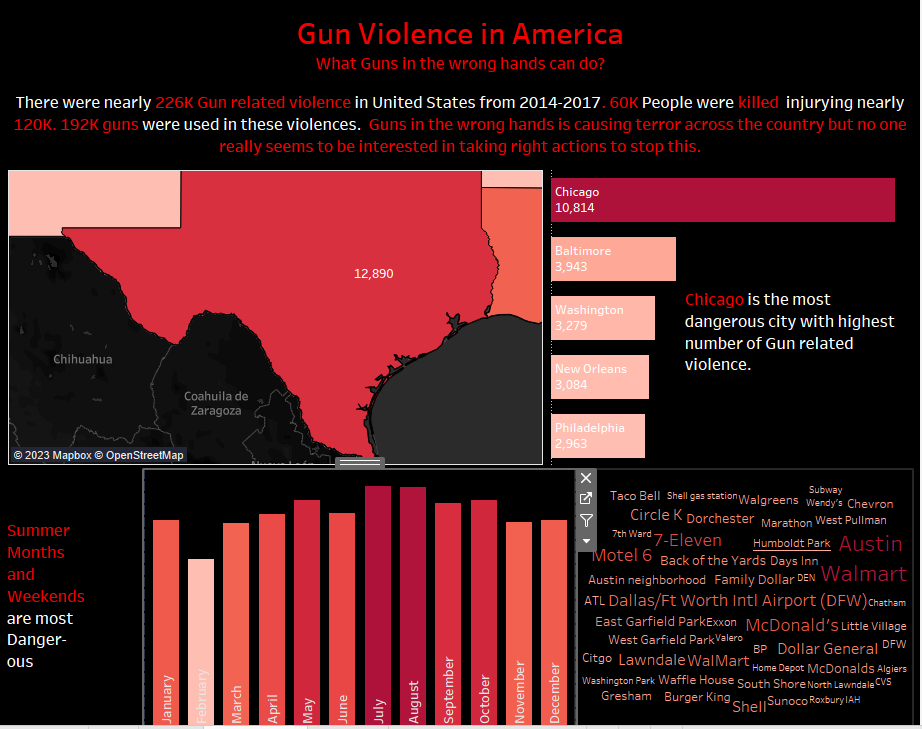 Gun Violence in America
What Guns in the wrong hands can do?
There were nearly 226K Gun related violence in United States from 2014-2017. 60K People were killed injurying nearly
120K. 192K guns were used in these violences. Guns in the wrong hands is causing terror across the country but no one
really seems to be interested in taking right actions to stop this.
12,890
Chihuahua
Coahuila de
Zaragoza
© 2023 Mapbox © OpenStreetMap
Chicago
10,814
Baltimore
3,943
Washington
3,279
New Orleans
3,084
Philadelphia
2,963
Chicago is the most
dangerous city with highest
number of Gun related
violence.
Summer
Months
and
Weekends
are most
Danger-
ous
January
February
March
April
May
June
July
August
September
October
November
December
Subway
Taco Bell Shell gas station Walgreens Wendy's Chevron
Circle K Dorchester Marathon West Pullman
7th Ward 7-Eleven Humboldt Park Austin
Motel 6 Back of the Yards Days Inn
Austin neighborhood Family Dollar DEN Walmart
ATL Dallas/Ft Worth Intl Airport (DFW) Chatham
East Garfield Park Exxon McDonald's Little Village
West Garfield Park Valero BP Dollar General DFW
Citgo Lawndale WalMart Home Depot McDonalds Algiers
Washington Park Waffle House South Shore North Lawndale CVS
Gresham Burger King Shell Sunoco Roxbury IAH